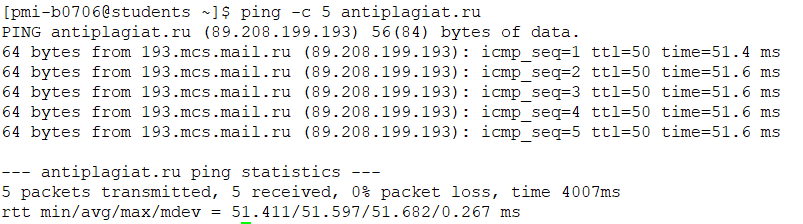 [pmi-b0706@students ~]$ ping -c 5 antiplagiat.ru
PING antiplagiat.ru (89.208.199.193) 56(84) bytes of data.
64 bytes from 193.mcs.mail.ru (89.208.199.193): icmp_seq=1 ttl=50 time=51.4 ms
64 bytes from 193.mcs.mail.ru (89.208.199.193): icmp_seq=2 ttl=50 time=51.6 ms
64 bytes from 193.mcs.mail.ru (89.208.199.193): icmp_seq=3 ttl=50 time=51.6 ms
64 bytes from 193.mcs.mail.ru (89.208.199.193): icmp_seq=4 ttl=50 time=51.6 ms
64 bytes from 193.mcs.mail.ru (89.208.199.193): icmp_seq=5 ttl=50 time=51.6 ms
--- antiplagiat.ru ping statistics ---
5 packets transmitted, 5 received, 0% packet loss, time 4007ms
rtt min/avg/max/mdev = 51.411/51.597/51.682/0.267 ms